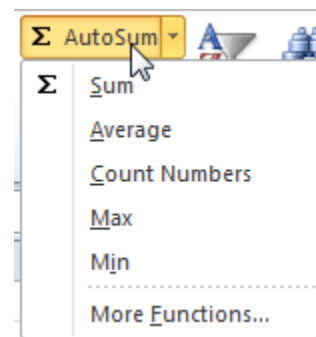 Σ AutoSum
Σ Sum
Average
Count Numbers
Max
Min
More Functions...